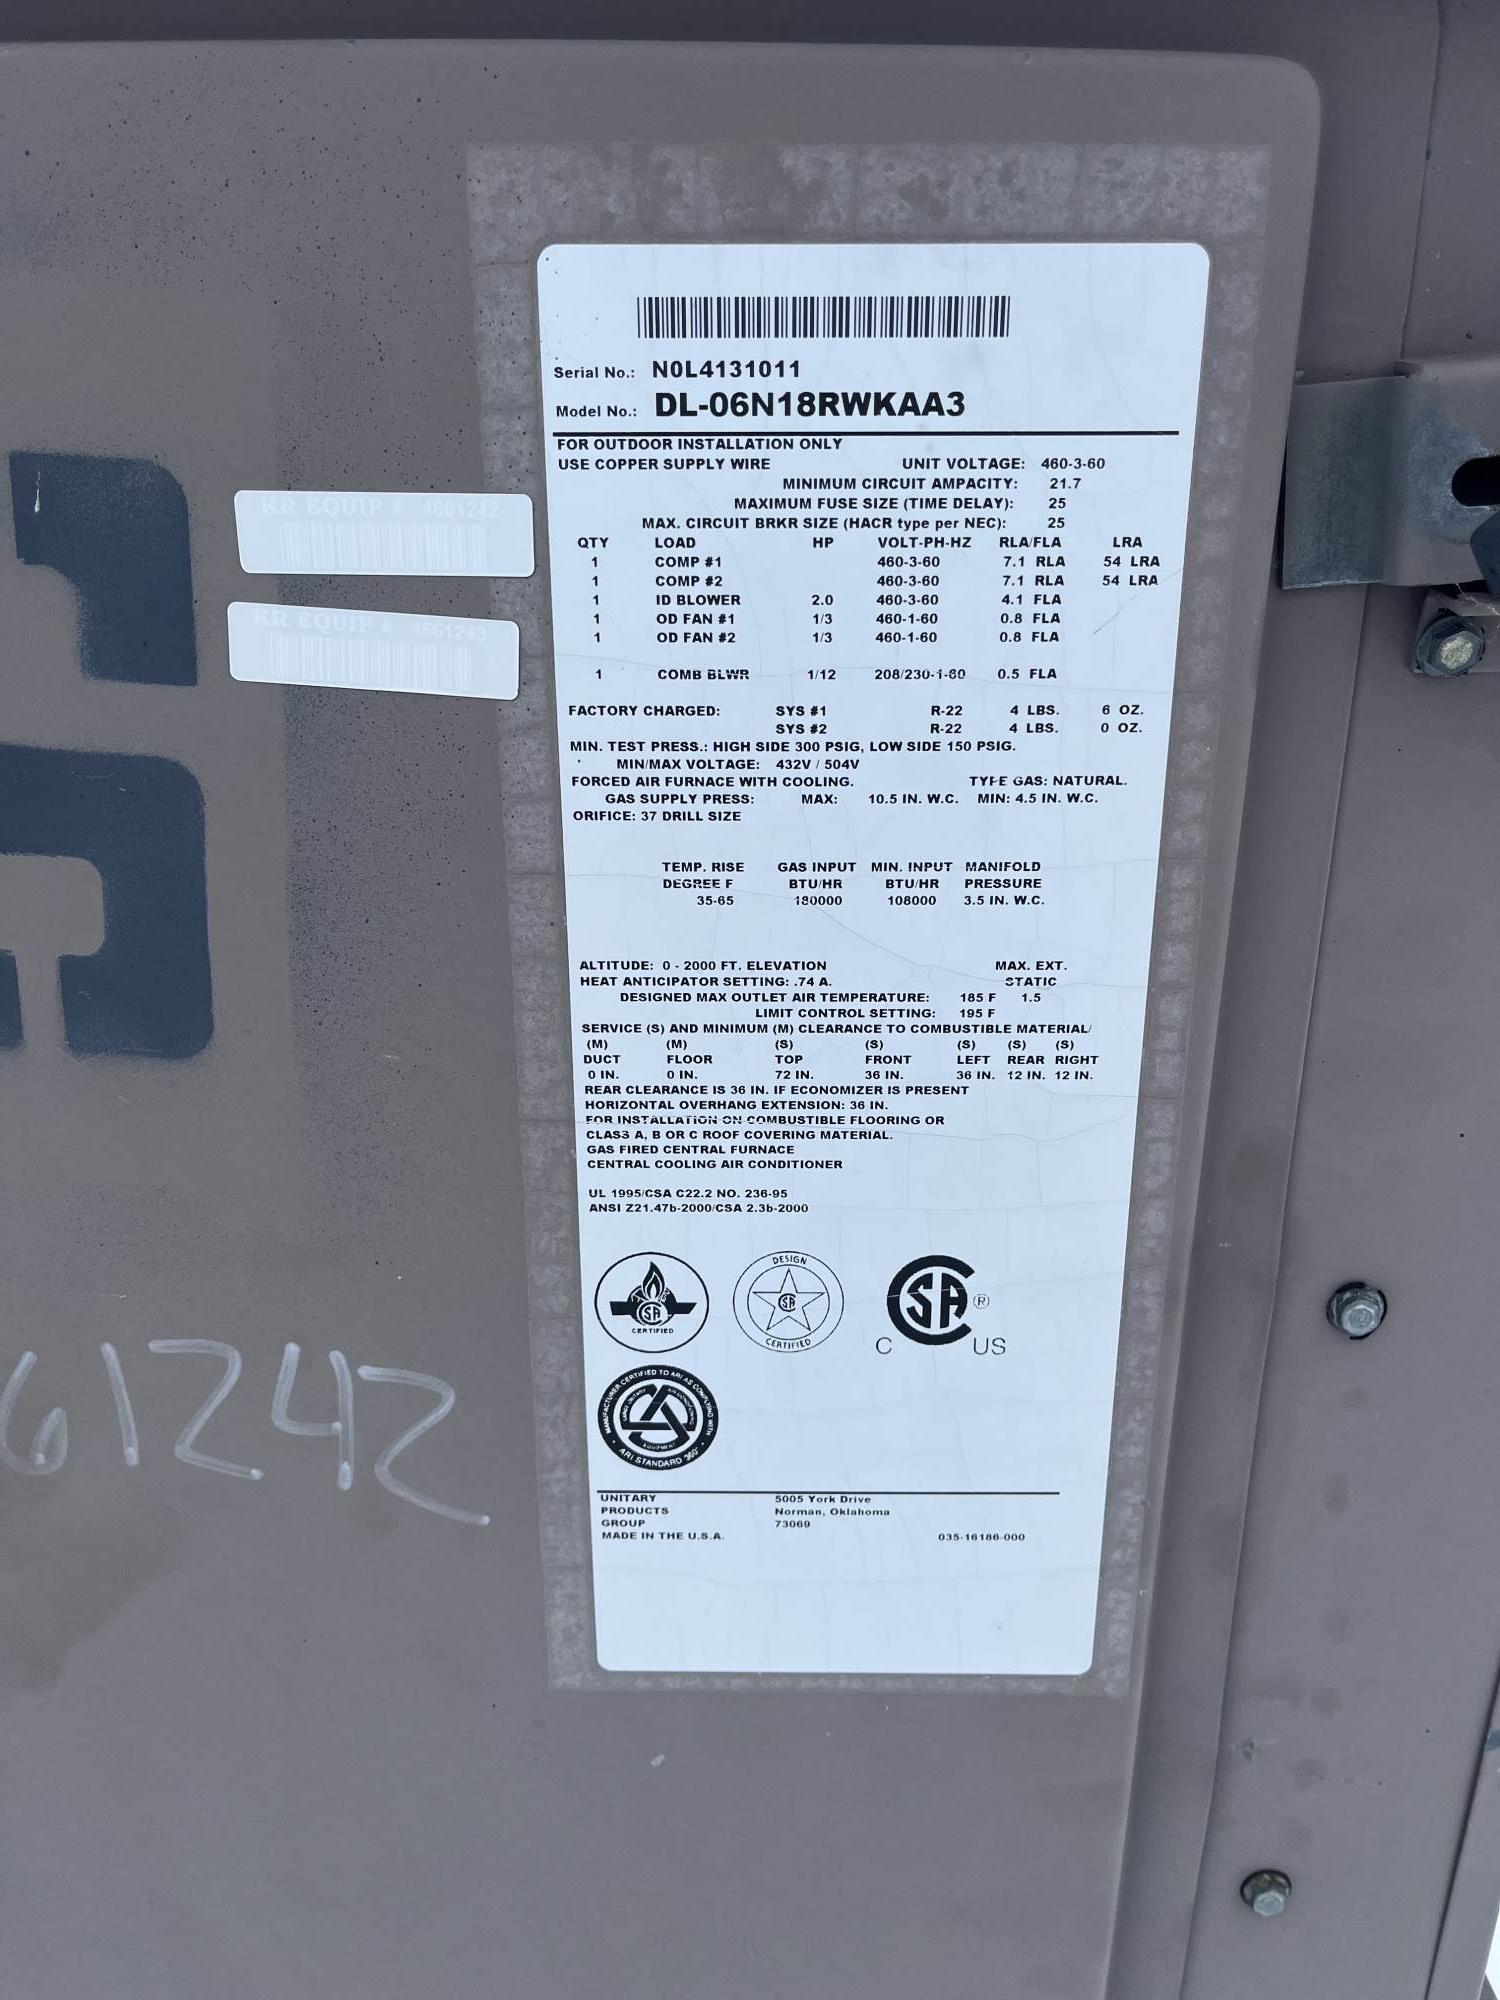 Serial No.: N0L4131011
Model No.: DL-06N18RWKAA3
FOR OUTDOOR INSTALLATION ONLY
USE COPPER SUPPLY WIRE UNIT VOLTAGE: 460-3-60
MINIMUM CIRCUIT AMPACITY: 21.7
MAXIMUM FUSE SIZE (TIME DELAY): 25
MAX. CIRCUIT BRKR SIZE (HACR type per NEC): 25
QTY LOAD HP VOLT-PH-HZ RLA/FLA LRA
1 COMP #1 460-3-60 7.1 RLA 54 LRA
1 COMP #2 460-3-60 7.1 RLA 54 LRA
1 ID BLOWER 2.0 460-3-60 4.1 FLA
1 OD FAN #1 1/3 460-1-60 0.8 FLA
1 OD FAN #2 1/3 460-1-60 0.8 FLA
1 COMB BLWR 1/12 208/230-1-60 0.5 FLA
FACTORY CHARGED: SYS #1 R-22 4 LBS. 6 OZ.
SYS #2 R-22 4 LBS. 0 OZ.
MIN. TEST PRESS.: HIGH SIDE 300 PSIG, LOW SIDE 150 PSIG.
MIN/MAX VOLTAGE: 432V / 504V
FORCED AIR FURNACE WITH COOLING. TYPE GAS: NATURAL.
GAS SUPPLY PRESS: MAX: 10.5 IN. W.C. MIN: 4.5 IN. W.C.
ORIFICE: 37 DRILL SIZE
TEMP. RISE GAS INPUT MIN. INPUT MANIFOLD
DEGREE F BTU/HR BTU/HR PRESSURE
35-65 180000 108000 3.5 IN. W.C.
ALTITUDE: 0 - 2000 FT. ELEVATION MAX. EXT.
HEAT ANTICIPATOR SETTING: .74 A. STATIC
DESIGNED MAX OUTLET AIR TEMPERATURE: 185 F 1.5
LIMIT CONTROL SETTING: 195 F
SERVICE (S) AND MINIMUM (M) CLEARANCE TO COMBUSTIBLE MATERIAL/
(M) (M) (S) (S) (S) (S) (S)
DUCT FLOOR TOP FRONT LEFT REAR RIGHT
0 IN. 0 IN. 72 IN. 36 IN. 36 IN. 12 IN. 12 IN.
REAR CLEARANCE IS 36 IN. IF ECONOMIZER IS PRESENT
HORIZONTAL OVERHANG EXTENSION: 36 IN.
FOR INSTALLATION ON COMBUSTIBLE FLOORING OR
CLASS A, B OR C ROOF COVERING MATERIAL.
GAS FIRED CENTRAL FURNACE
CENTRAL COOLING AIR CONDITIONER
UL 1995/CSA C22.2 NO. 236-95
ANSI Z21.47b-2000/CSA 2.3b-2000
SA CERTIFIED
DESIGN SA CERTIFIED
CSA ® C US
MANUFACTURER CERTIFIED TO ARI AS COMPLYING WITH
ARI STANDARD 360
UNITARY 5005 York Drive
PRODUCTS Norman, Oklahoma
GROUP 73069
MADE IN THE U.S.A. 035-16186-000
KR EQUIP # 4661242
KR EQUIP # 4661243
61242